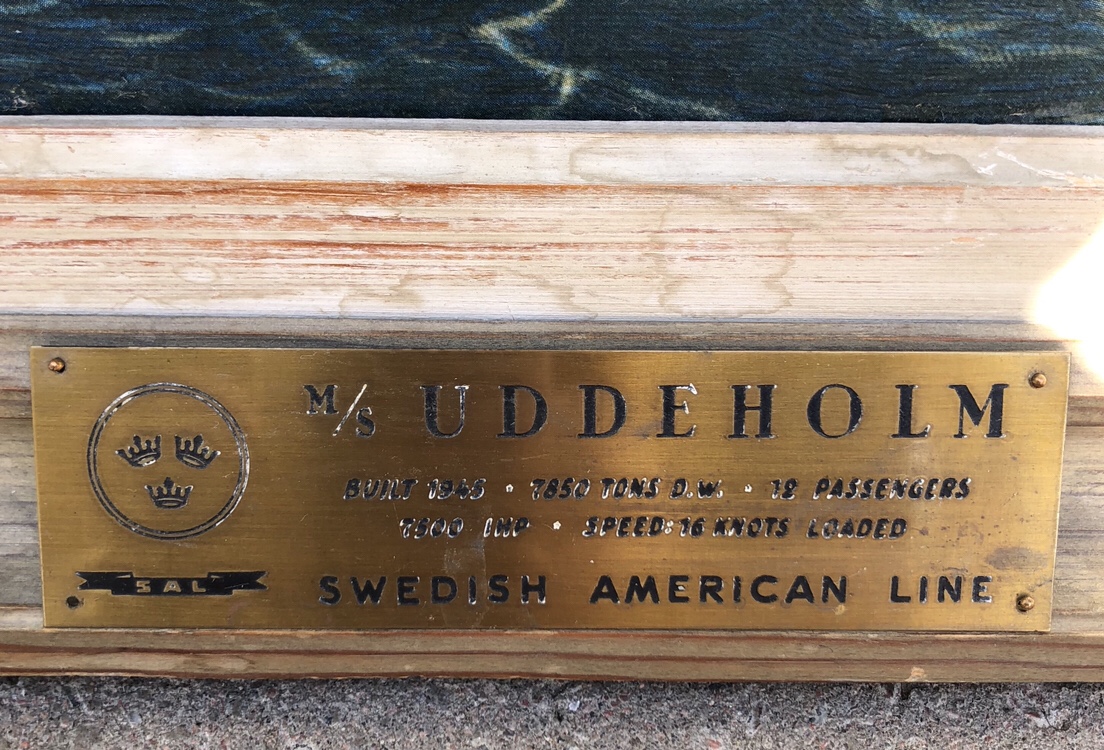 M/S UDDEHOLM
BUILT 1945 • 7850 TONS D.W. • 12 PASSENGERS
7500 IHP • SPEED: 16 KNOTS LOADED
SAL
SWEDISH AMERICAN LINE